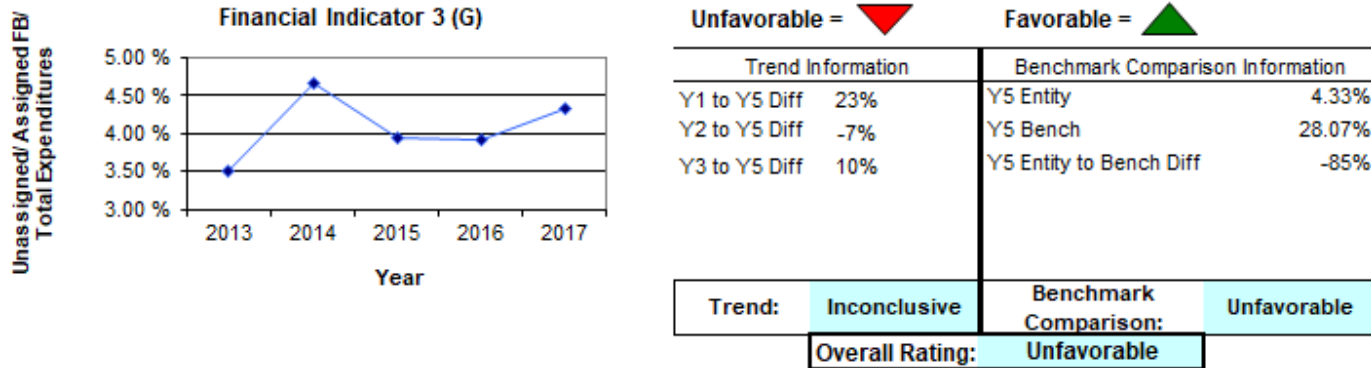 Financial Indicator 3 (G)
Unassigned/ Assigned FB/
Total Expenditures
5.00 %
4.50 %
4.00 %
3.50 %
3.00 %
2013 2014 2015 2016 2017
Year
Unfavorable = Favorable =
Trend Information
Y1 to Y5 Diff 23%
Y2 to Y5 Diff -7%
Y3 to Y5 Diff 10%
Benchmark Comparison Information
Y5 Entity 4.33%
Y5 Bench 28.07%
Y5 Entity to Bench Diff -85%
Trend: Inconclusive
Benchmark
Comparison: Unfavorable
Overall Rating: Unfavorable